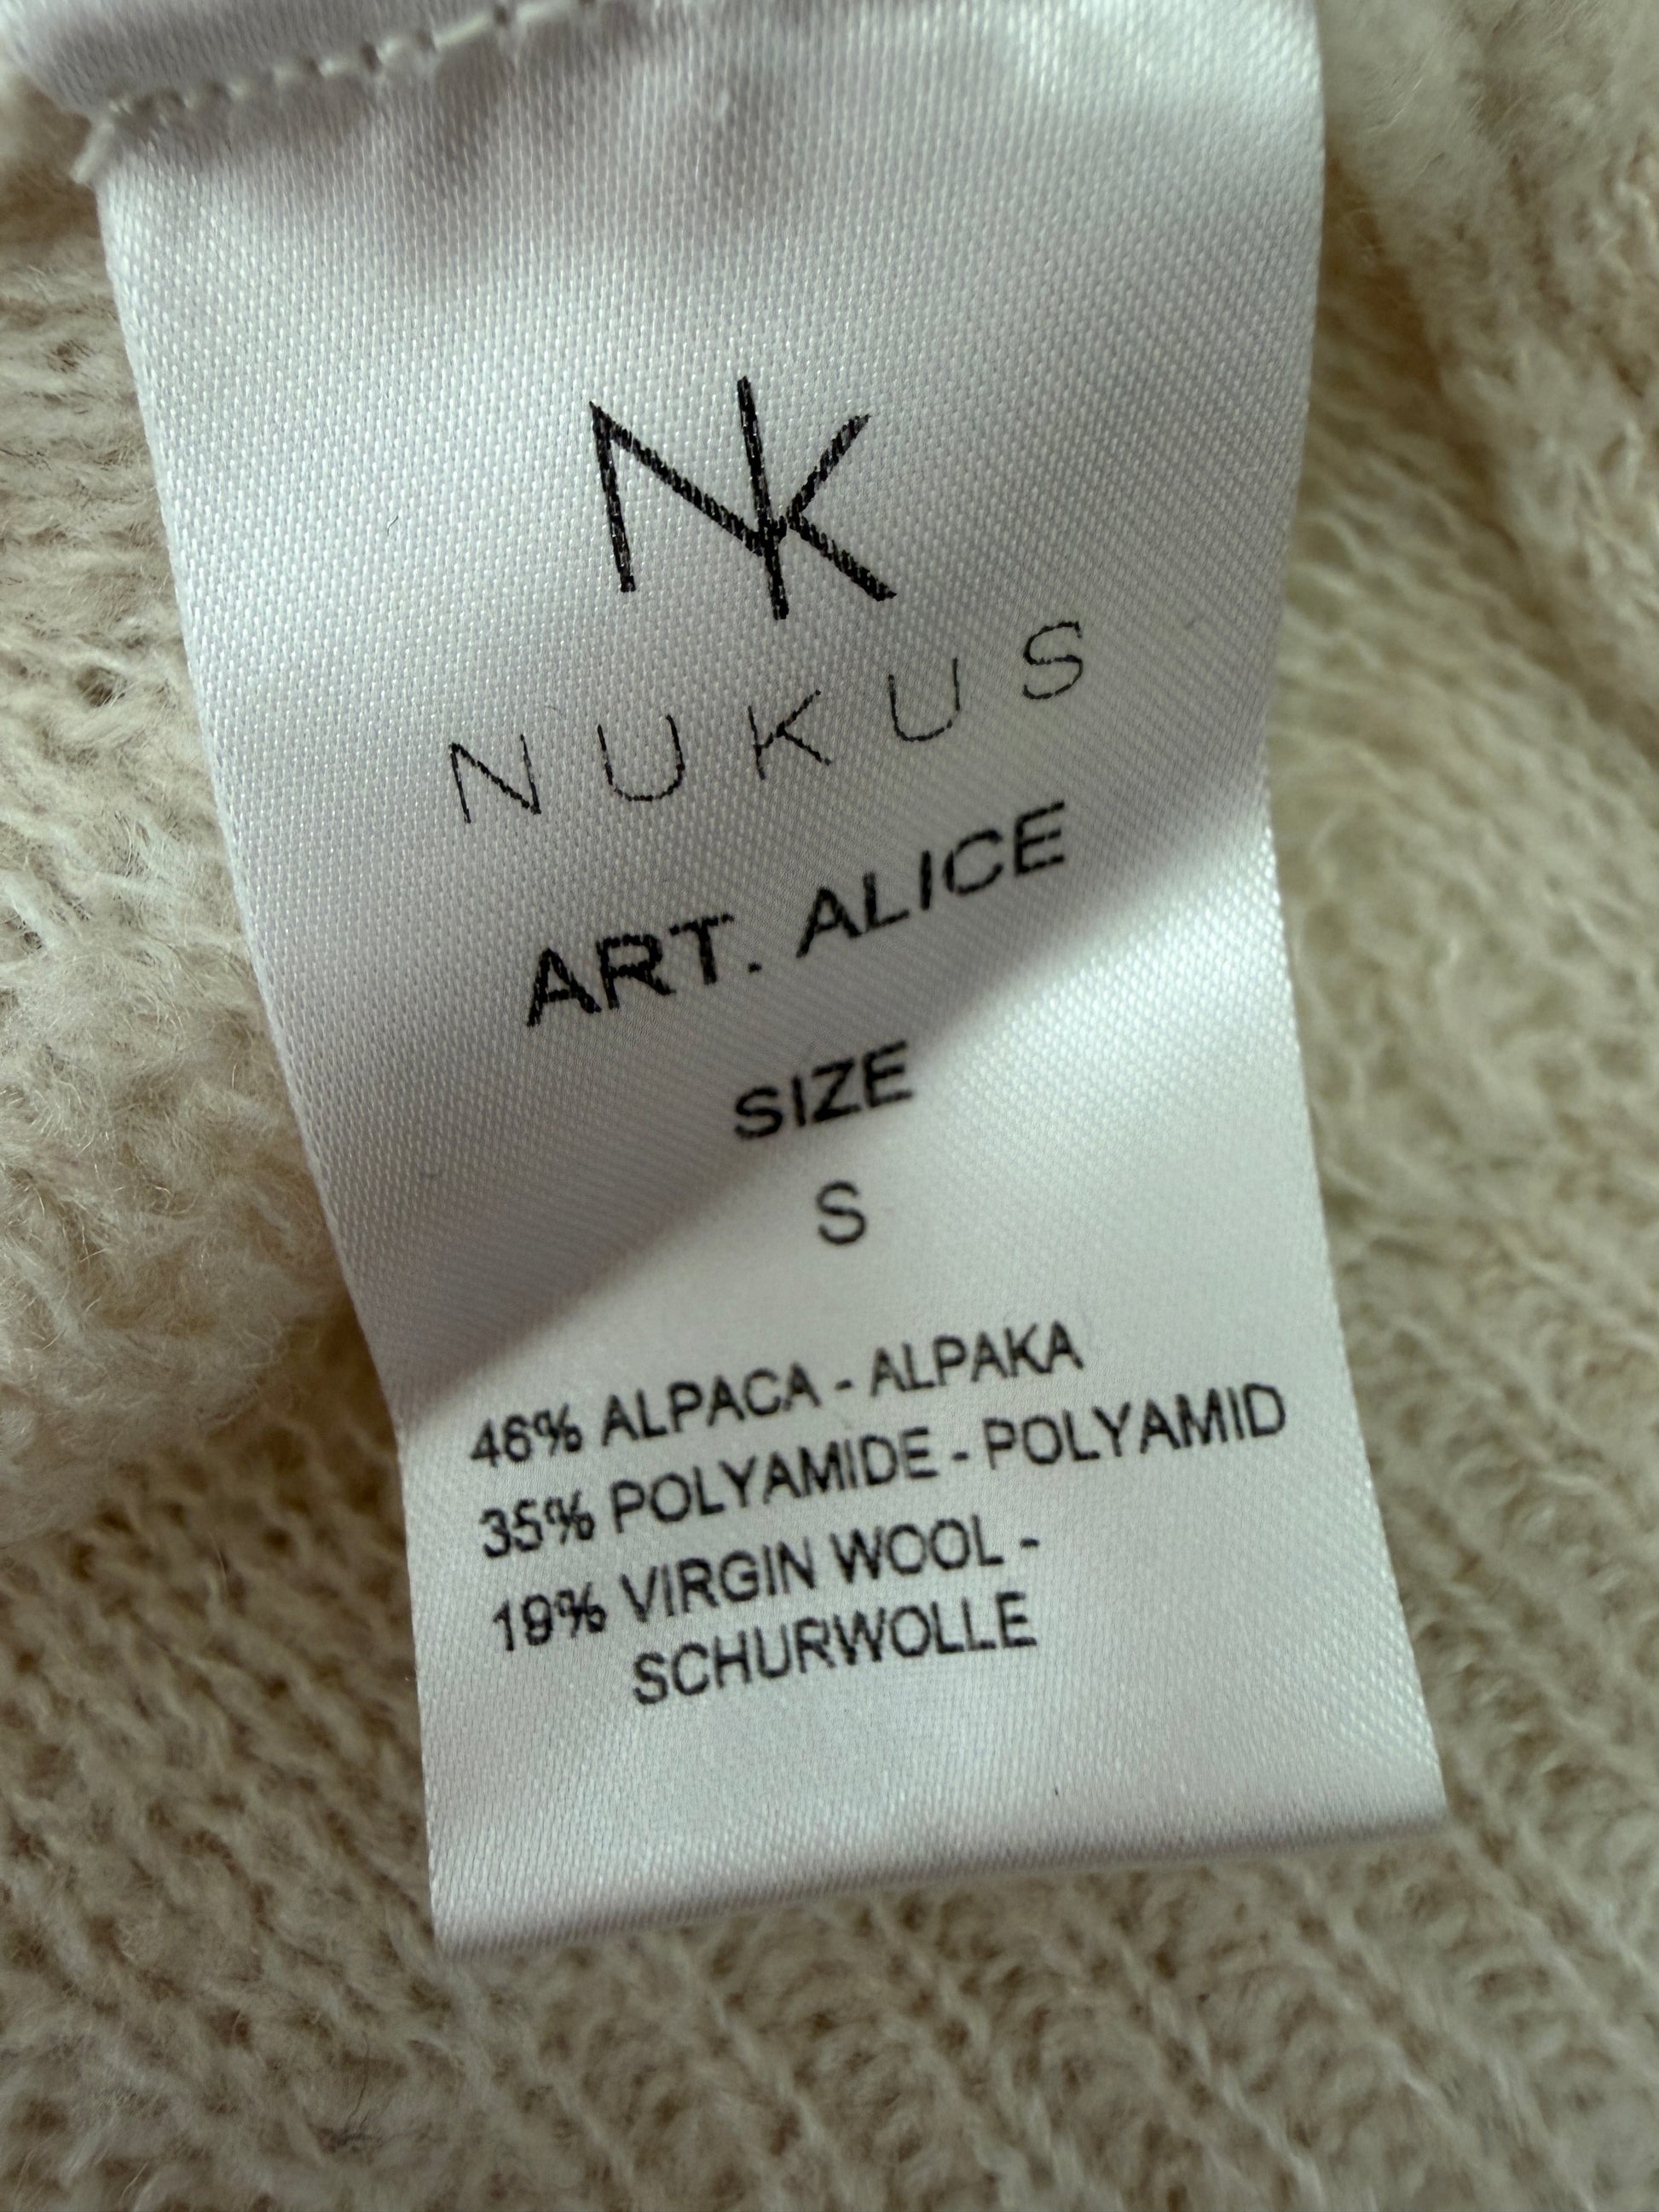 NK
NUKUS
ART. ALICE
SIZE
S
46% ALPACA - ALPAKA
35% POLYAMIDE - POLYAMID
19% VIRGIN WOOL -
SCHURWOLLE